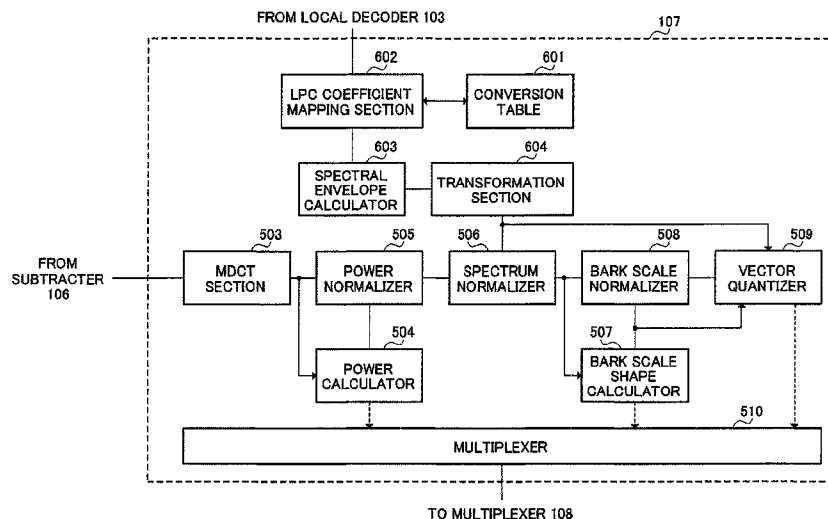 FROM LOCAL DECODER 103
107
602
601
LPC COEFFICIENT
MAPPING SECTION
CONVERSION
TABLE
603
604
SPECTRAL
ENVELOPE
CALCULATOR
TRANSFORMATION
SECTION
503
505
506
508
509
FROM
SUBTRACTER
106
MDCT
SECTION
POWER
NORMALIZER
SPECTRUM
NORMALIZER
BARK SCALE
NORMALIZER
VECTOR
QUANTIZER
504
507
POWER
CALCULATOR
BARK SCALE
SHAPE
CALCULATOR
510
MULTIPLEXER
TO MULTIPLEXER 108